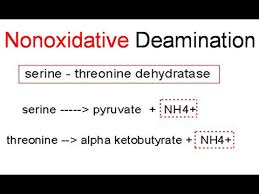 Nonoxidative Deamination
serine - threonine dehydratase
serine -----> pyruvate + NH4+
threonine --> alpha ketobutyrate + NH4+